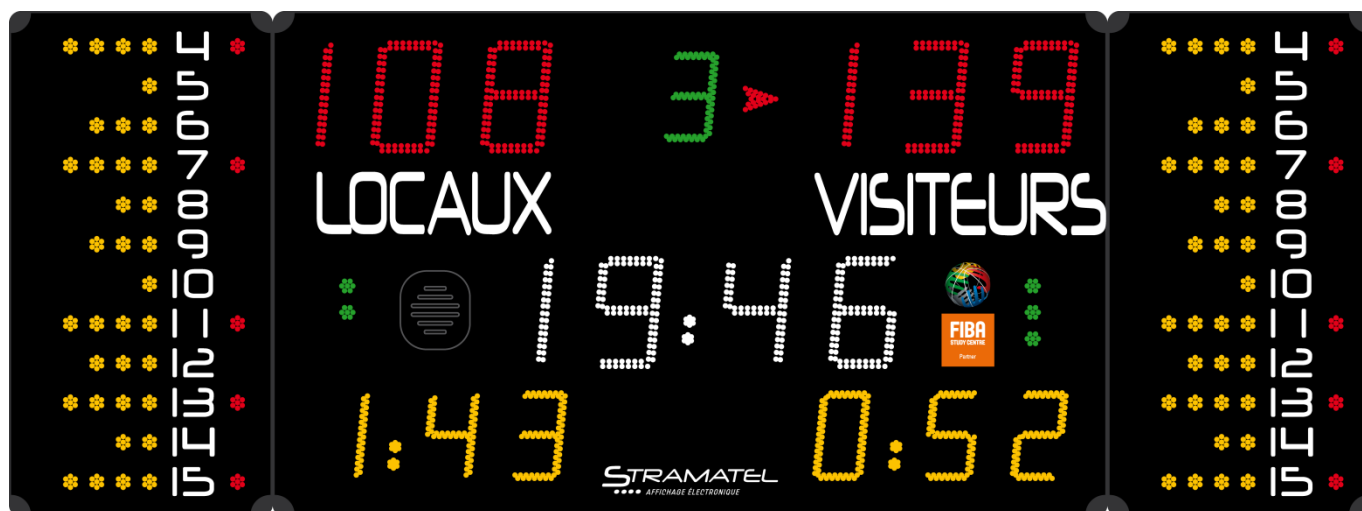 108 3 139
LOCAUX VISITEURS
19:46
FIBA
STUDY CENTRE
Partner
1:43 0:52
STRAMATEL
AFFICHAGE ÉLECTRONIQUE
4 4
5 5
6 6
7 7
8 8
9 9
10 10
11 11
12 12
13 13
14 14
15 15